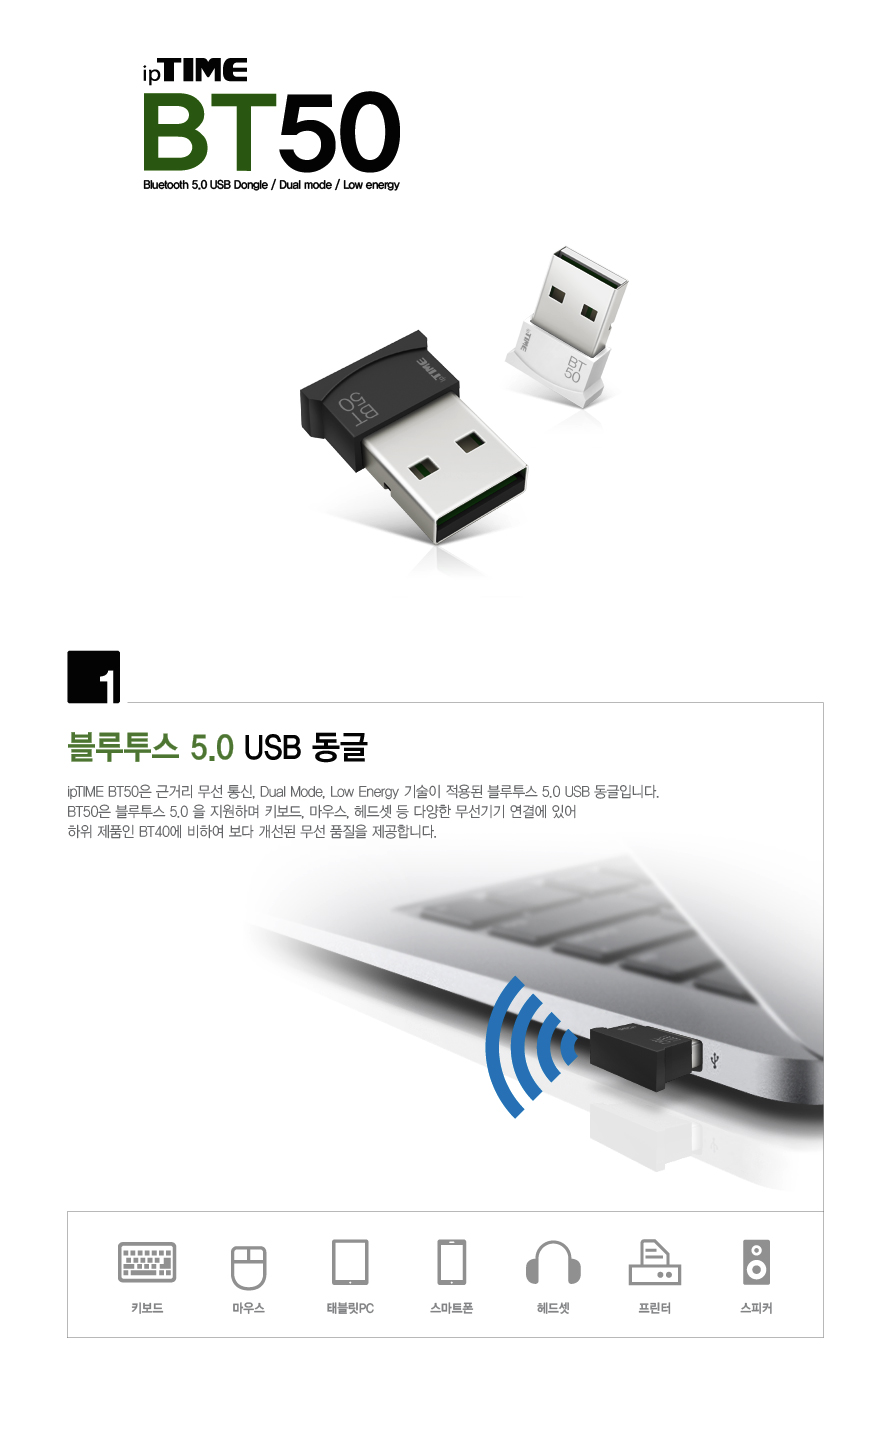 ipTIME
BT50
Bluetooth 5.0 USB Dongle / Dual mode / Low energy
ipTIME
BT
50
ipTIME
BT
50
1
블루투스 5.0 USB 동글
ipTIME BT50은 근거리 무선 통신, Dual Mode, Low Energy 기술이 적용된 블루투스 5.0 USB 동글입니다.
BT50은 블루투스 5.0 을 지원하며 키보드, 마우스, 헤드셋 등 다양한 무선기기 연결에 있어
하위 제품인 BT40에 비하여 보다 개선된 무선 품질을 제공합니다.
키보드 마우스 태블릿PC 스마트폰 헤드셋 프린터 스피커